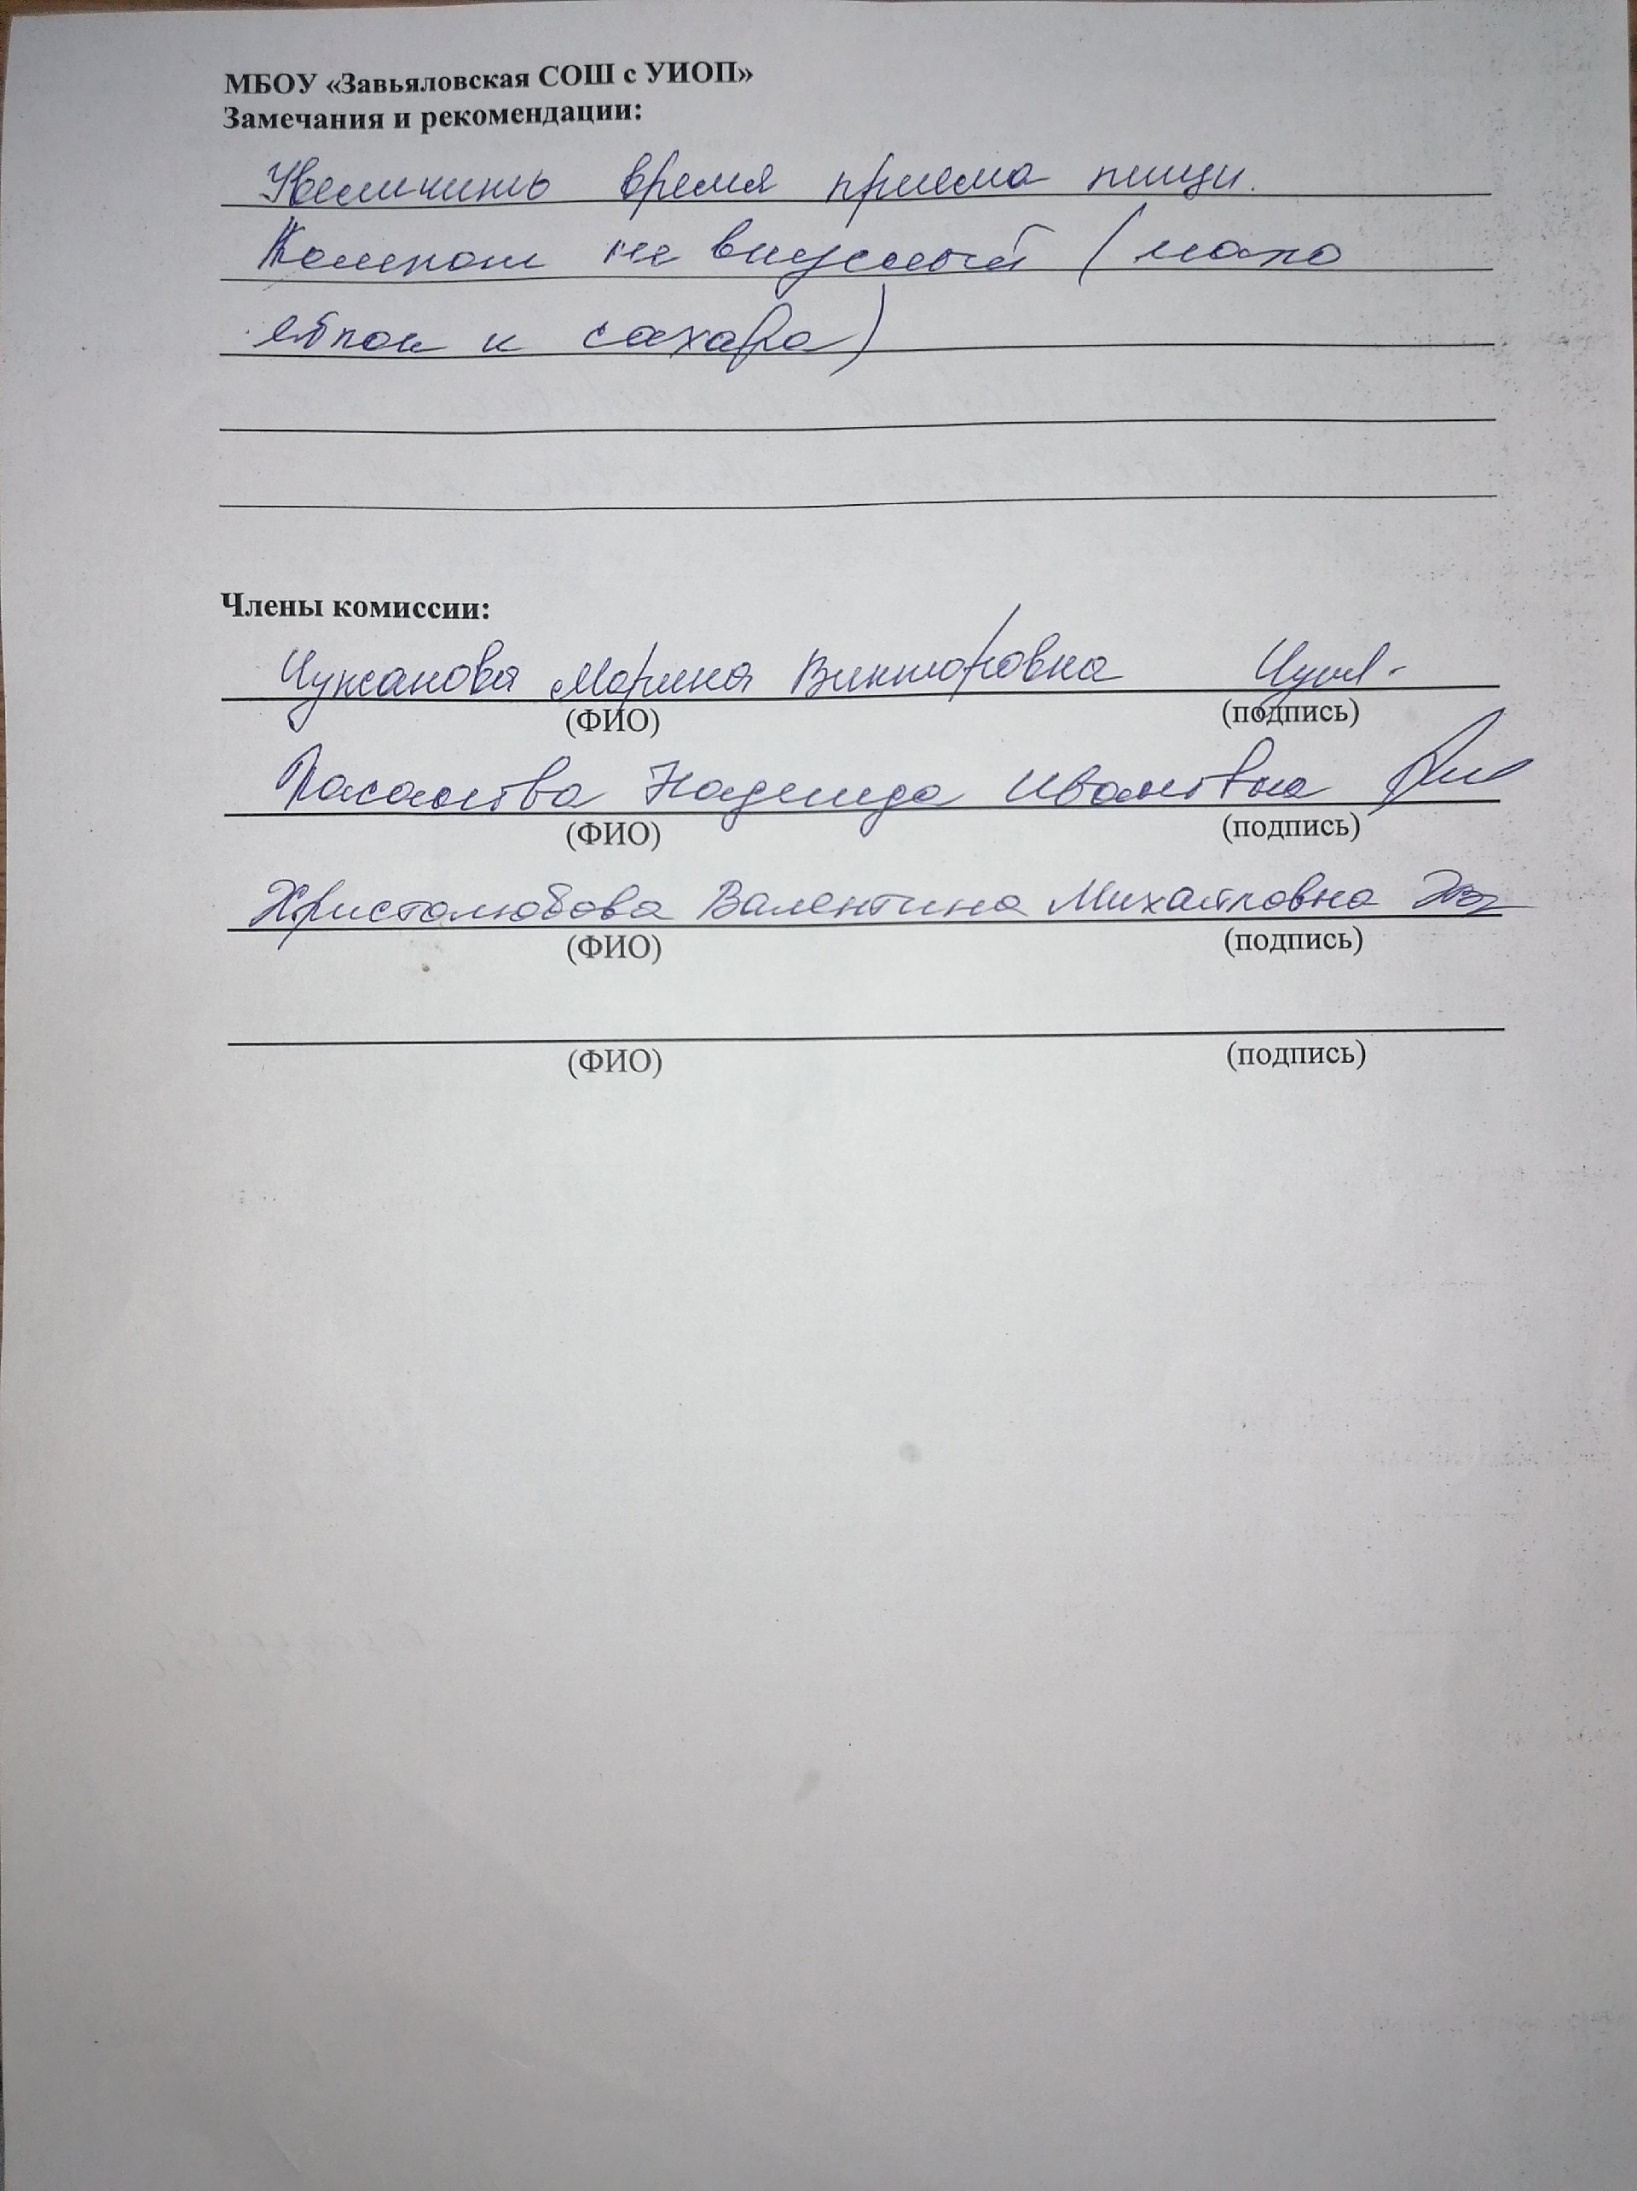 МБОУ «Завьяловская СОШ с УИОП»
Замечания и рекомендации:
Увеличить время приема пищи.
Компот не вкусный (мало
яблок и сахара)
Члены комиссии:
Чужанова Марина Викторовна
(ФИО) (подпись)
Надежда Ивановна
(ФИО) (подпись)
Христолюбова Валентина Михайловна
(ФИО) (подпись)
(ФИО) (подпись)